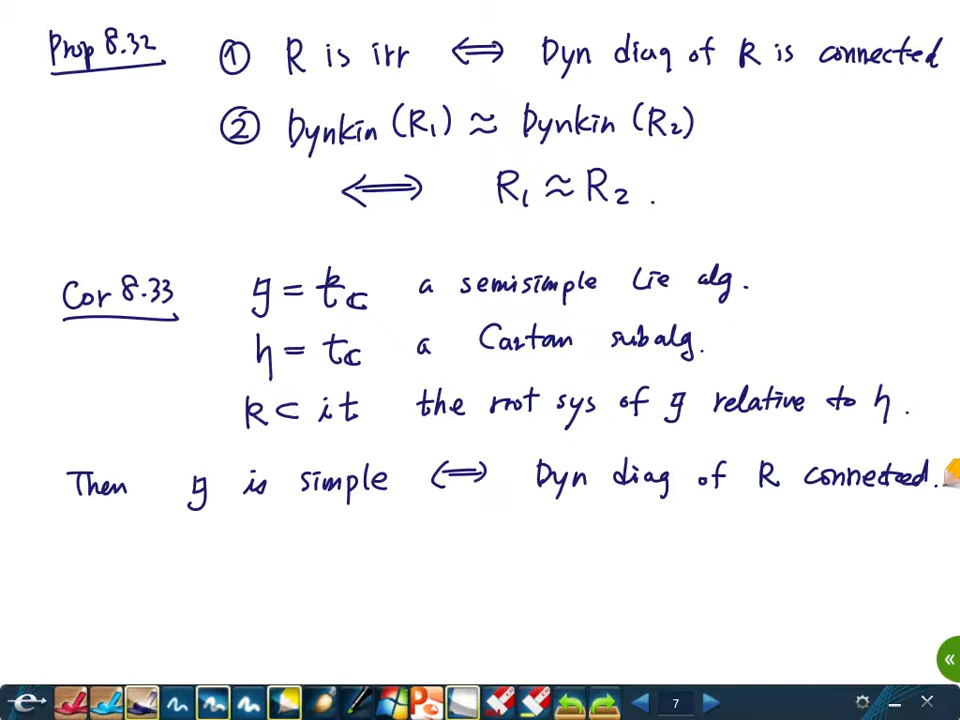 Prop 8.32 ① R is irr ⟺ Dyn diag of R is connected
② Dynkin (R₁) ≈ Dynkin (R₂)
⟺ R₁ ≈ R₂ .
Cor 8.33 g = k_C a semisimple Lie alg.
h = t_C a Cartan subalg.
R ⊂ it the root sys of g relative to h .
Then g is simple ⟺ Dyn diag of R connected.
7